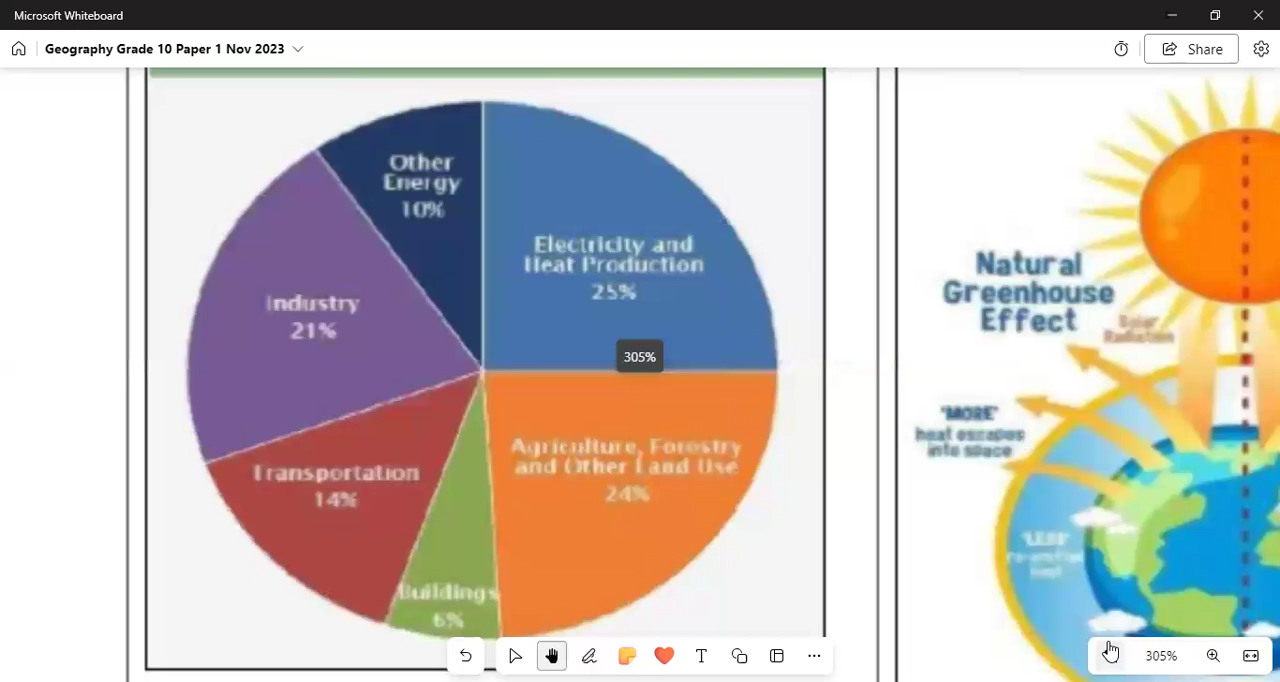 Microsoft Whiteboard
Geography Grade 10 Paper 1 Nov 2023
Share
Other
Energy
10%
Electricity and
Heat Production
25%
Industry
21%
305%
Agriculture, Forestry
and Other Land Use
24%
Transportation
14%
Buildings
6%
Natural
Greenhouse
Effect
Solar
Radiation
"MORE"
heat escapes
into space
"LESS"
T
305%